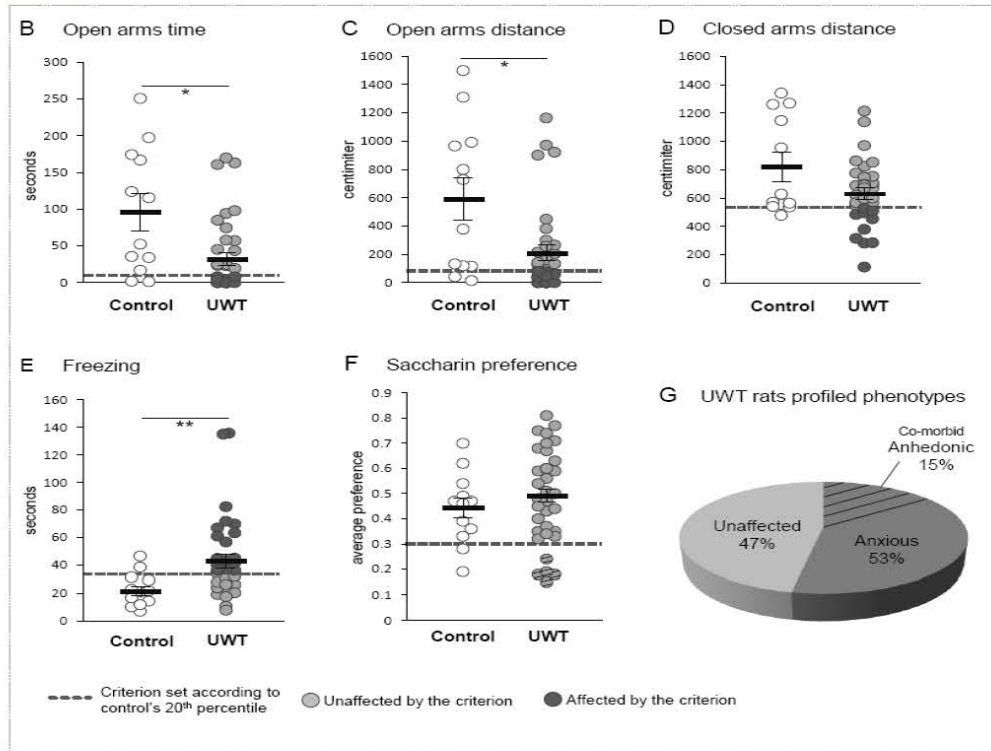 B Open arms time
300
250
200
150
100
50
0
seconds
*
Control UWT
C Open arms distance
1600
1400
1200
1000
800
600
400
200
0
centimiter
*
Control UWT
D Closed arms distance
1600
1400
1200
1000
800
600
400
200
0
centimiter
Control UWT
E Freezing
160
140
120
100
80
60
40
20
0
seconds
**
Control UWT
F Saccharin preference
0.9
0.8
0.7
0.6
0.5
0.4
0.3
0.2
0.1
0
average preference
Control UWT
G UWT rats profiled phenotypes
Co-morbid
Anhedonic
15%
Unaffected
47%
Anxious
53%
Criterion set according to
control's 20th percentile
Unaffected by the criterion
Affected by the criterion